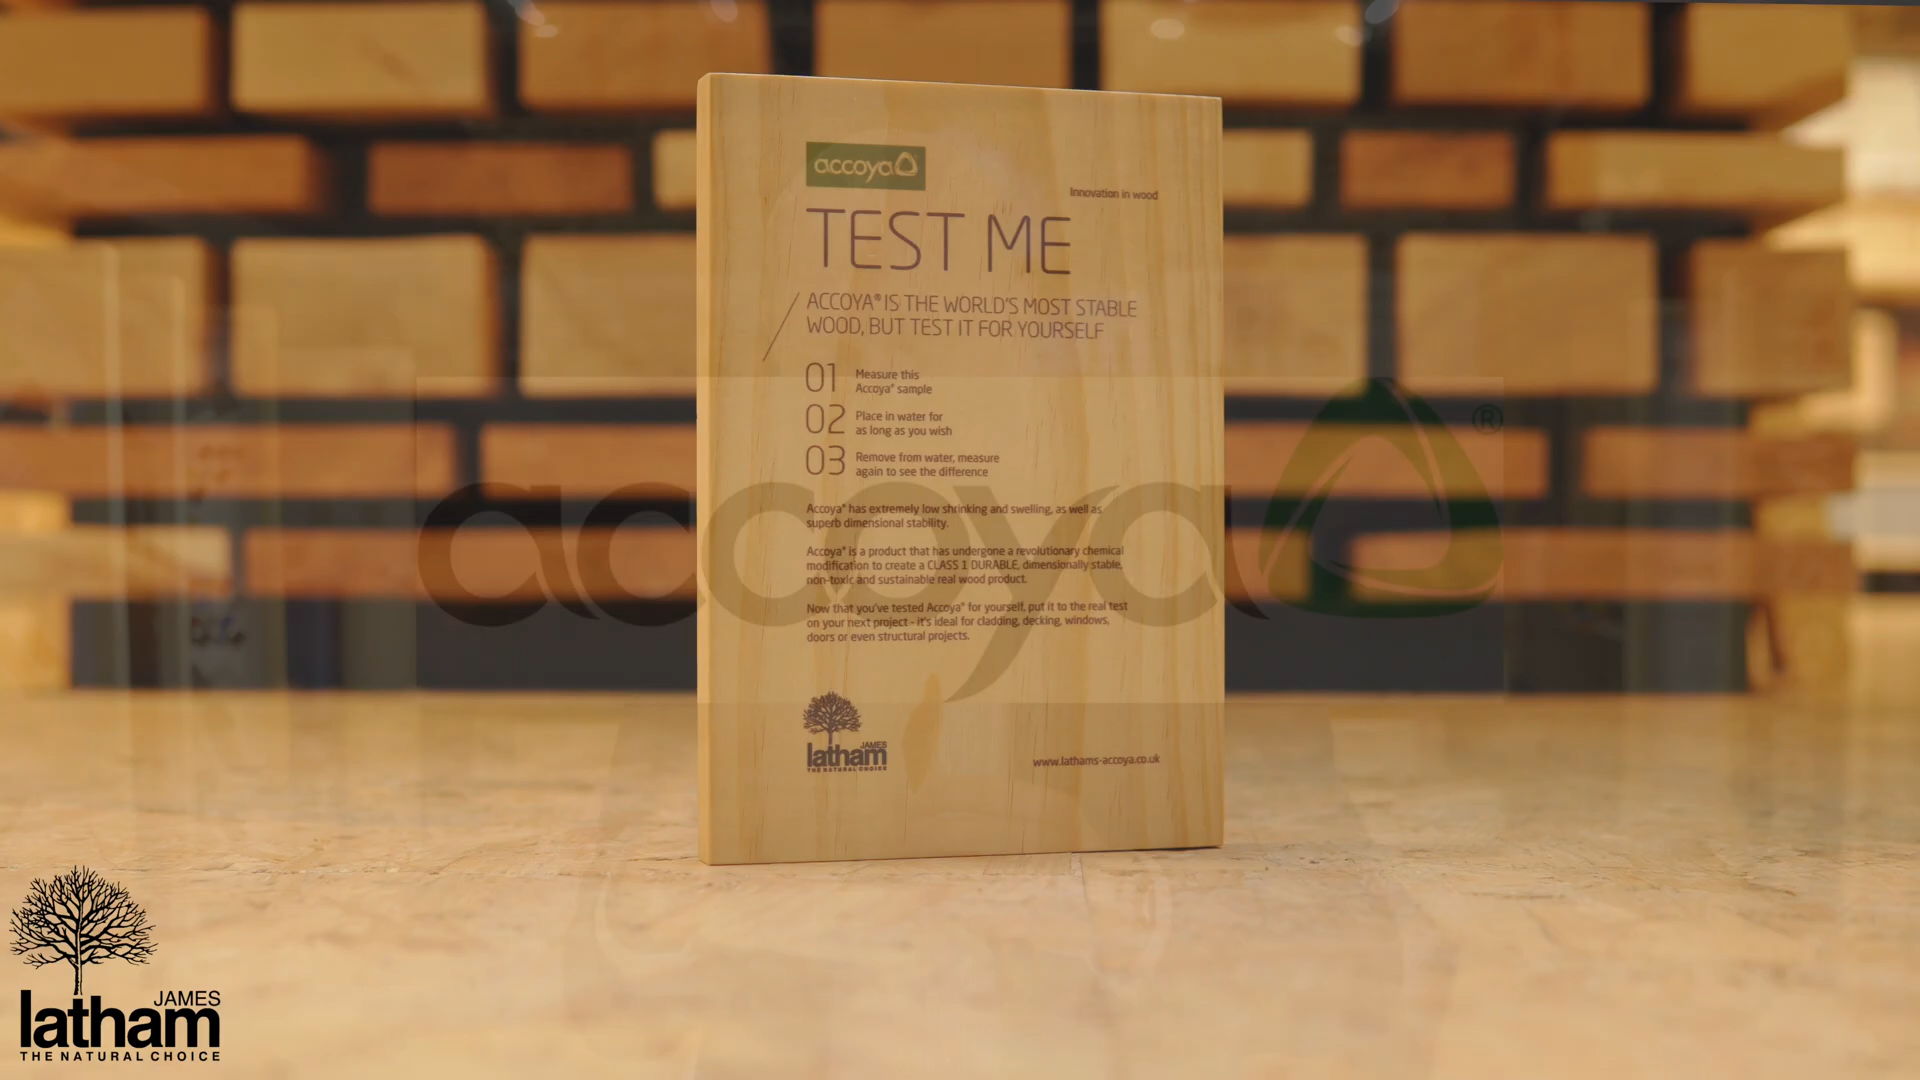 accoya
Innovation in wood
TEST ME
ACCOYA® IS THE WORLD'S MOST STABLE
WOOD, BUT TEST IT FOR YOURSELF
01 Measure this
Accoya® sample
02 Place in water for
as long as you wish
03 Remove from water, measure
again to see the difference
Accoya® has extremely low shrinking and swelling, as well as
superb dimensional stability.
Accoya® is a product that has undergone a revolutionary chemical
modification to create a CLASS 1 DURABLE, dimensionally stable,
non-toxic and sustainable real wood product.
Now that you've tested Accoya® for yourself, put it to the real test
on your next project - it's ideal for cladding, decking, windows,
doors or even structural projects.
JAMES
latham
THE NATURAL CHOICE
www.lathams-accoya.co.uk
accoya®
JAMES
latham
THE NATURAL CHOICE